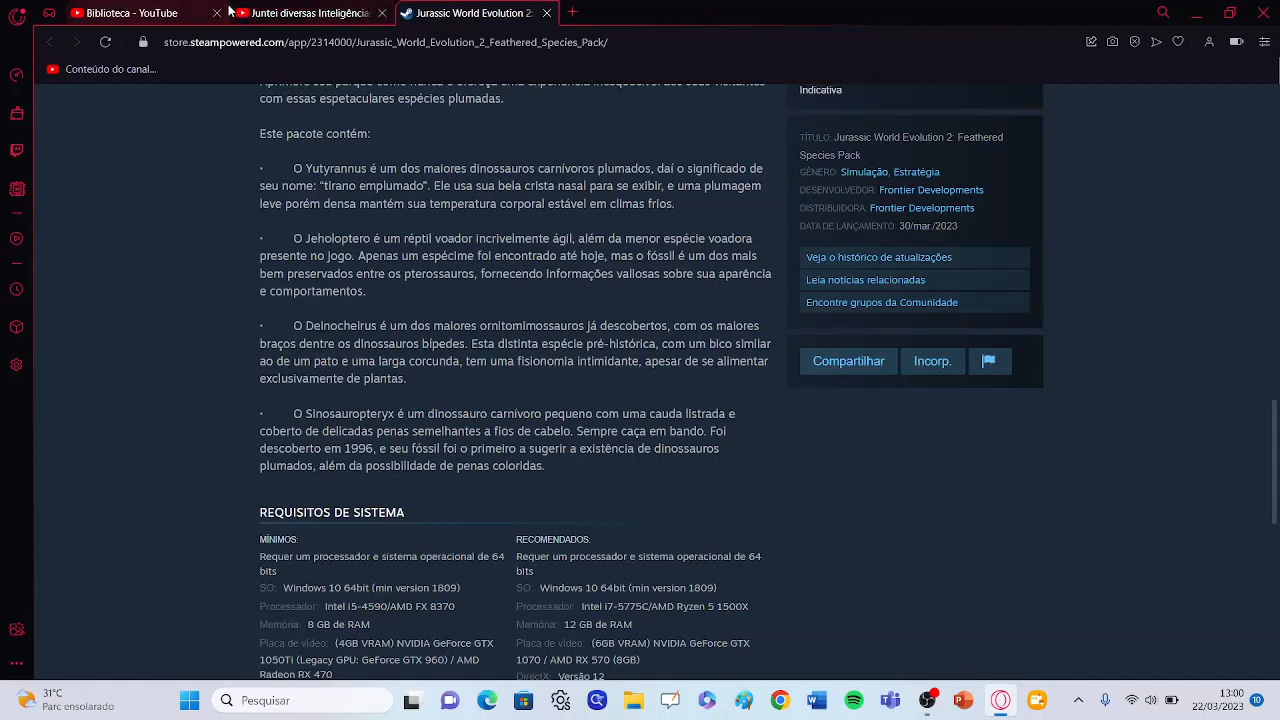 Biblioteca - YouTube
Juntei diversas Inteligência
Jurassic World Evolution 2:
store.steampowered.com/app/2314000/Jurassic_World_Evolution_2_Feathered_Species_Pack/
Conteúdo do canal...
com essas espetaculares espécies plumadas.
Este pacote contém:
· O Yutyrannus é um dos maiores dinossauros carnívoros plumados, daí o significado de
seu nome: "tirano emplumado". Ele usa sua bela crista nasal para se exibir, e uma plumagem
leve porém densa mantém sua temperatura corporal estável em climas frios.
· O Jeholoptero é um réptil voador incrivelmente ágil, além da menor espécie voadora
presente no jogo. Apenas um espécime foi encontrado até hoje, mas o fóssil é um dos mais
bem preservados entre os pterossauros, fornecendo informações valiosas sobre sua aparência
e comportamentos.
· O Deinocheirus é um dos maiores ornitomimossauros já descobertos, com os maiores
braços dentre os dinossauros bípedes. Esta distinta espécie pré-histórica, com um bico similar
ao de um pato e uma larga corcunda, tem uma fisionomia intimidante, apesar de se alimentar
exclusivamente de plantas.
· O Sinosauropteryx é um dinossauro carnívoro pequeno com uma cauda listrada e
coberto de delicadas penas semelhantes a fios de cabelo. Sempre caça em bando. Foi
descoberto em 1996, e seu fóssil foi o primeiro a sugerir a existência de dinossauros
plumados, além da possibilidade de penas coloridas.
REQUISITOS DE SISTEMA
MÍNIMOS:
Requer um processador e sistema operacional de 64
bits
SO: Windows 10 64bit (min version 1809)
Processador: Intel i5-4590/AMD FX 8370
Memória: 8 GB de RAM
Placa de vídeo: (4GB VRAM) NVIDIA GeForce GTX
1050Ti (Legacy GPU: GeForce GTX 960) / AMD
Radeon RX 470
RECOMENDADOS:
Requer um processador e sistema operacional de 64
bits
SO: Windows 10 64bit (min version 1809)
Processador: Intel i7-5775C/AMD Ryzen 5 1500X
Memória: 12 GB de RAM
Placa de vídeo: (6GB VRAM) NVIDIA GeForce GTX
1070 / AMD RX 570 (8GB)
DirectX: Versão 12
Indicativa
TÍTULO: Jurassic World Evolution 2: Feathered
Species Pack
GÊNERO: Simulação, Estratégia
DESENVOLVEDOR: Frontier Developments
DISTRIBUIDORA: Frontier Developments
DATA DE LANÇAMENTO: 30/mar./2023
Veja o histórico de atualizações
Leia notícias relacionadas
Encontre grupos da Comunidade
Compartilhar
Incorp.
31°C
Parc ensolarado
Pesquisar
13:00
22/03/2023
10